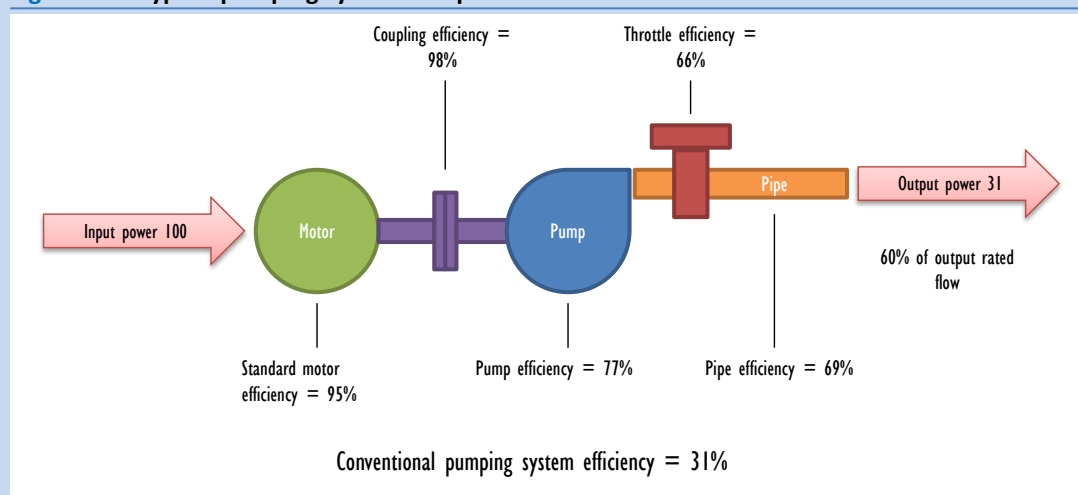 Coupling efficiency =
98%
Throttle efficiency =
66%
Input power 100
Motor
Pump
Pipe
Output power 31
60% of output rated
flow
Standard motor
efficiency = 95%
Pump efficiency = 77%
Pipe efficiency = 69%
Conventional pumping system efficiency = 31%